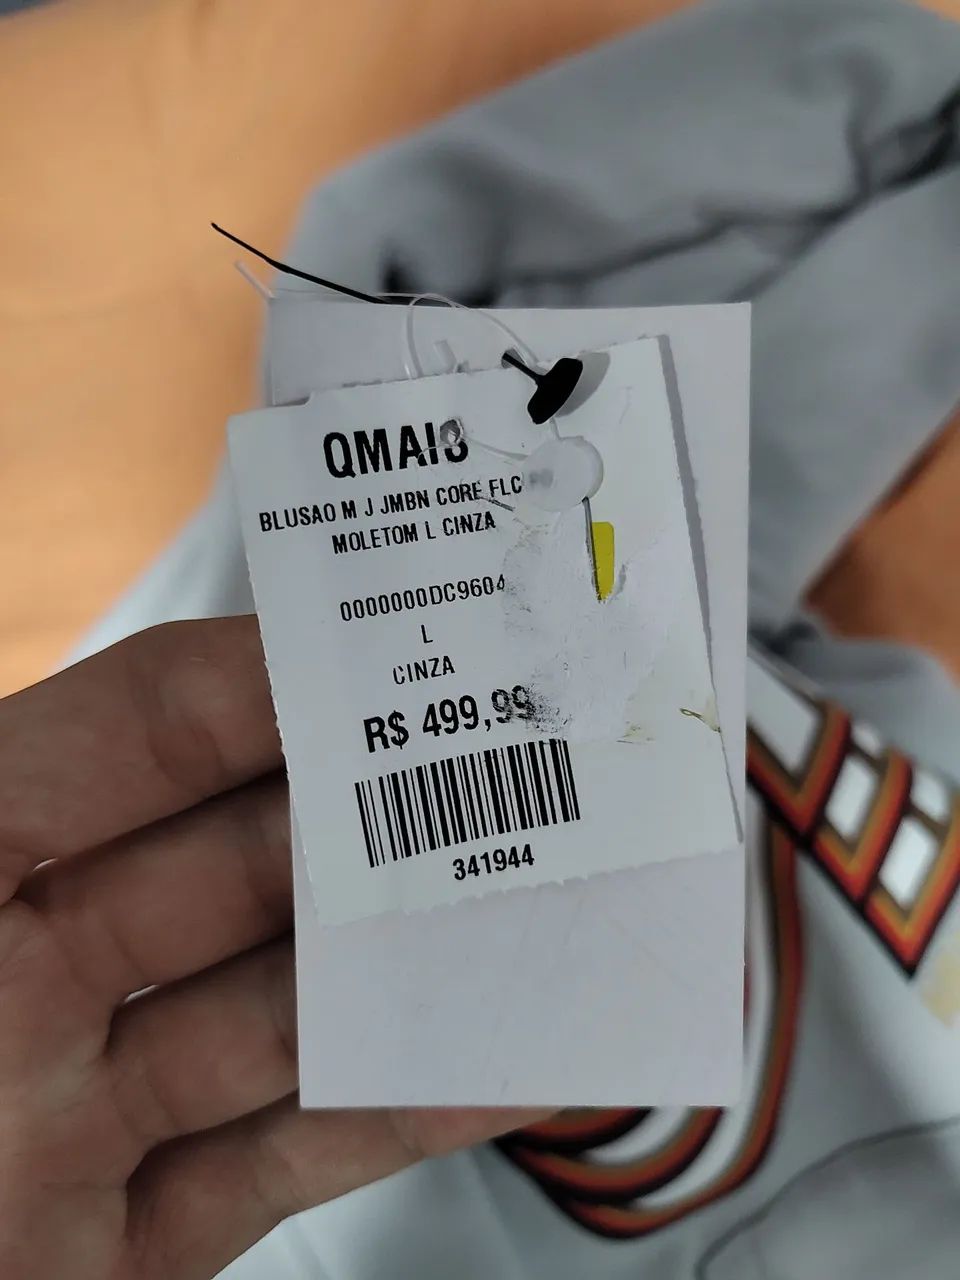 QMAIS
BLUSAO M J JMBN CORE FLC
MOLETOM L CINZA
0000000DC9604
L
CINZA
R$ 499,99
341944